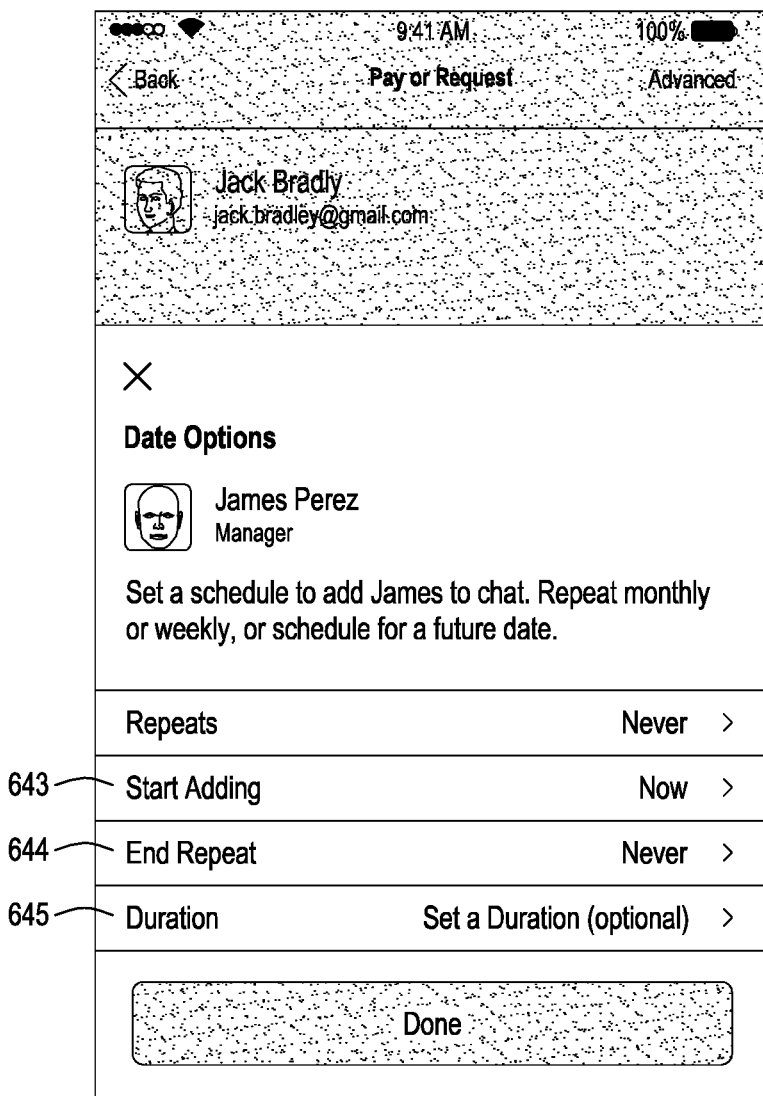 9:41 AM 100%
Back Pay or Request Advanced
Jack Bradly
jack.bradley@gmail.com
Date Options
James Perez
Manager
Set a schedule to add James to chat. Repeat monthly
or weekly, or schedule for a future date.
Repeats Never >
643 Start Adding Now >
644 End Repeat Never >
645 Duration Set a Duration (optional) >
Done